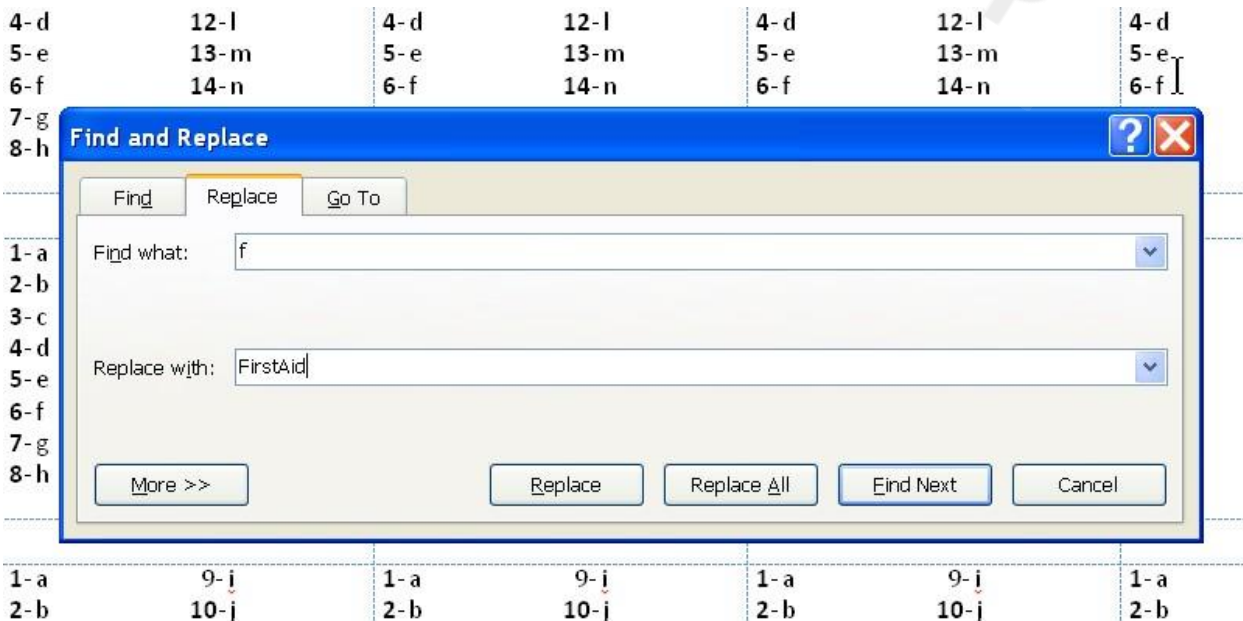 4-d 12-l 4-d 12-l 4-d 12-l 4-d
5-e 13-m 5-e 13-m 5-e 13-m 5-e
6-f 14-n 6-f 14-n 6-f 14-n 6-f
7-g
8-h
Find and Replace
Find Replace Go To
1-a
Find what: f
2-b
3-c
4-d
Replace with: FirstAid
5-e
6-f
7-g
8-h
More >> Replace Replace All Find Next Cancel
1-a 9-i 1-a 9-i 1-a 9-i 1-a
2-b 10-j 2-b 10-j 2-b 10-j 2-b